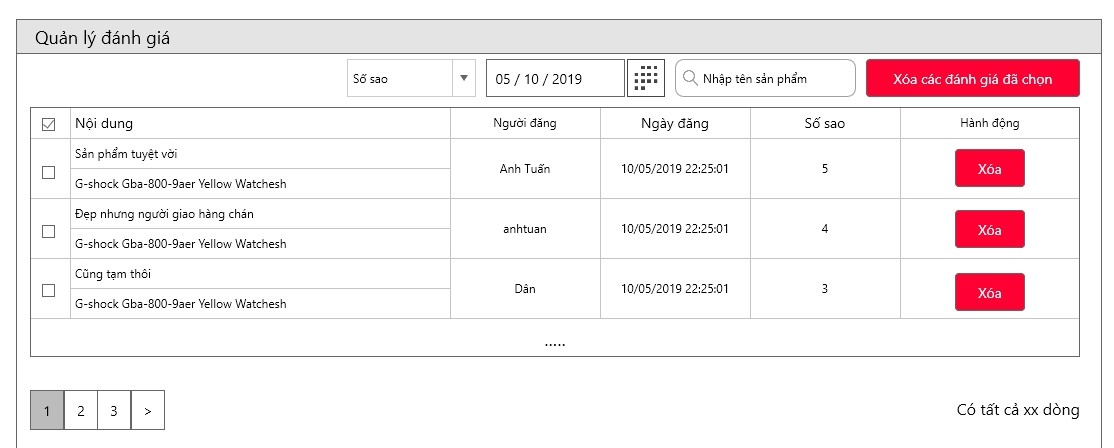 Quản lý đánh giá
Số sao 05 / 10 / 2019 Nhập tên sản phẩm Xóa các đánh giá đã chọn
Nội dung Người đăng Ngày đăng Số sao Hành động
Sản phẩm tuyệt vời
G-shock Gba-800-9aer Yellow Watchesh
Anh Tuấn 10/05/2019 22:25:01 5 Xóa
Đẹp nhưng người giao hàng chán
G-shock Gba-800-9aer Yellow Watchesh
anhtuan 10/05/2019 22:25:01 4 Xóa
Cũng tạm thôi
G-shock Gba-800-9aer Yellow Watchesh
Dân 10/05/2019 22:25:01 3 Xóa
.....
1 2 3 > Có tất cả xx dòng